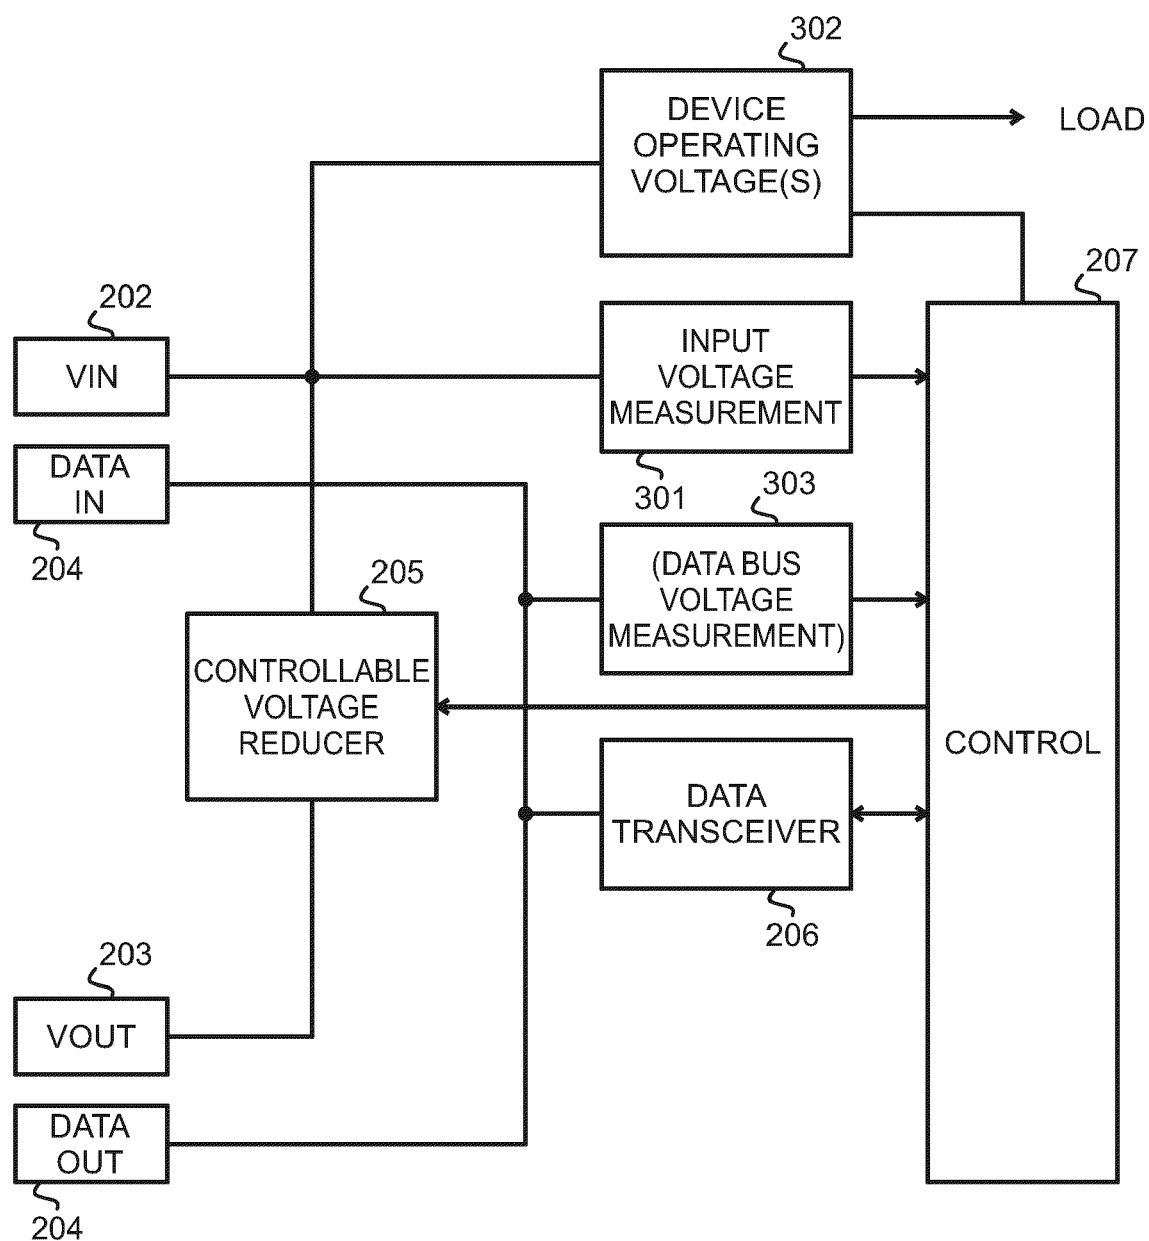 302
DEVICE
OPERATING
VOLTAGE(S)
LOAD
207
202
VIN
INPUT
VOLTAGE
MEASUREMENT
301
DATA
IN
204
303
(DATA BUS
VOLTAGE
MEASUREMENT)
205
CONTROLLABLE
VOLTAGE
REDUCER
CONTROL
DATA
TRANSCEIVER
206
203
VOUT
DATA
OUT
204